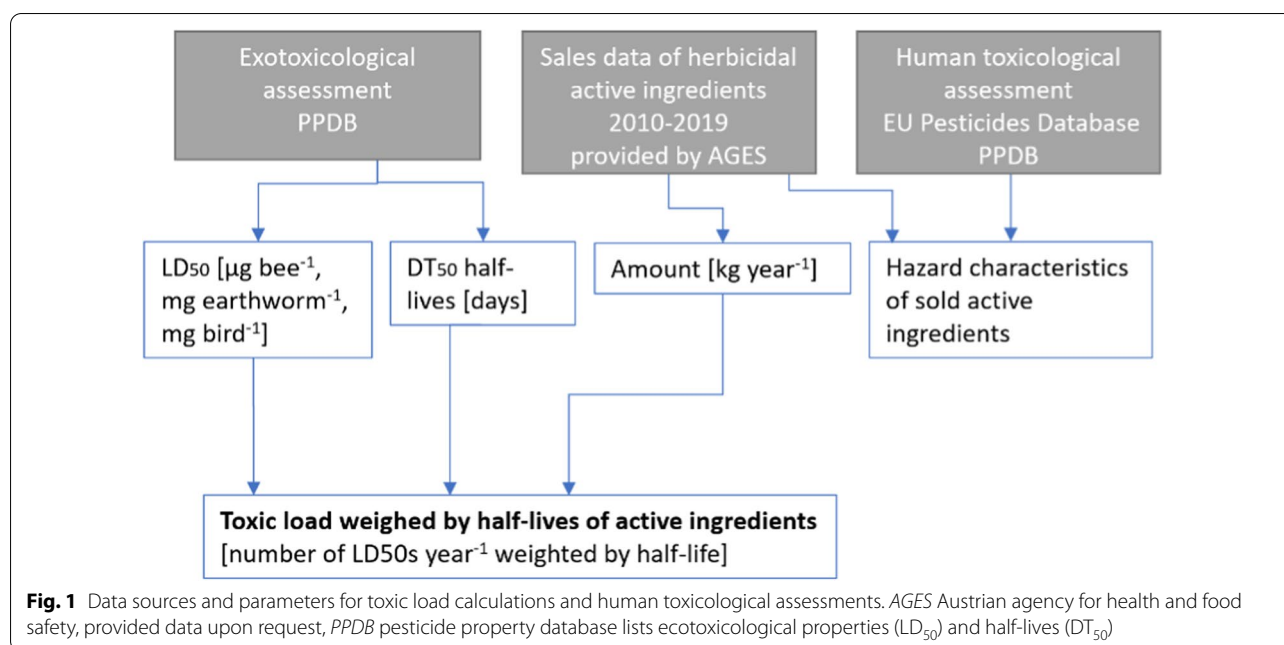 Exotoxicological
assessment
PPDB
Sales data of herbicidal
active ingredients
2010-2019
provided by AGES
Human toxicological
assessment
EU Pesticides Database
PPDB
LD50 [µg bee-1,
mg earthworm-1,
mg bird-1]
DT50 half-
lives [days]
Amount [kg year-1]
Hazard characteristics
of sold active
ingredients
Toxic load weighed by half-lives of active ingredients
[number of LD50s year-1 weighted by half-life]
Fig. 1 Data sources and parameters for toxic load calculations and human toxicological assessments. AGES Austrian agency for health and food
safety, provided data upon request, PPDB pesticide property database lists ecotoxicological properties (LD50) and half-lives (DT50)